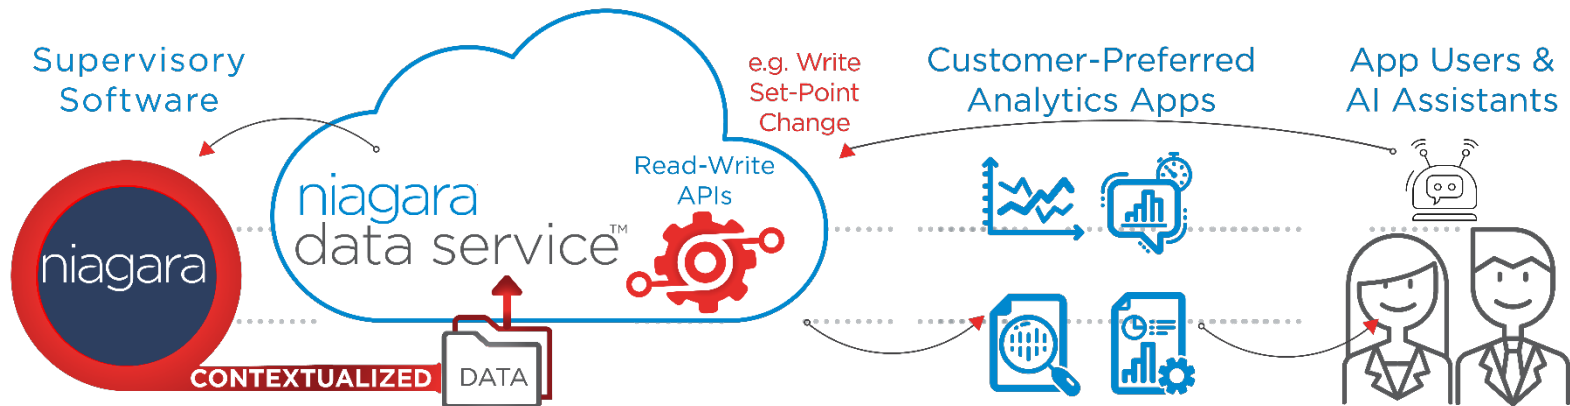 Supervisory
Software
niagara
CONTEXTUALIZED
DATA
niagara
data service™
Read-Write
APIs
e.g. Write
Set-Point
Change
Customer-Preferred
Analytics Apps
App Users &
AI Assistants